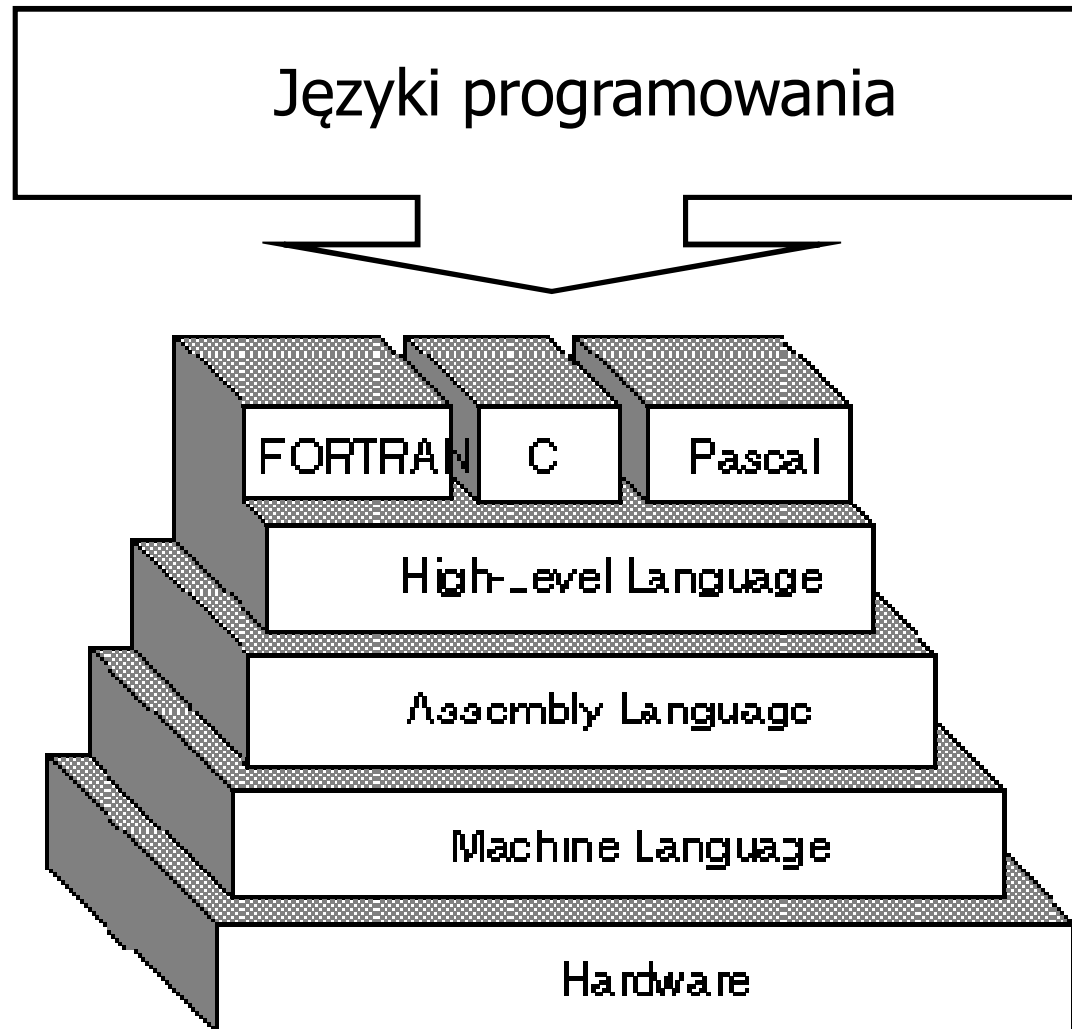 Języki programowania
FORTRAN C Pascal
High-Level Language
Assembly Language
Machine Language
Hardware